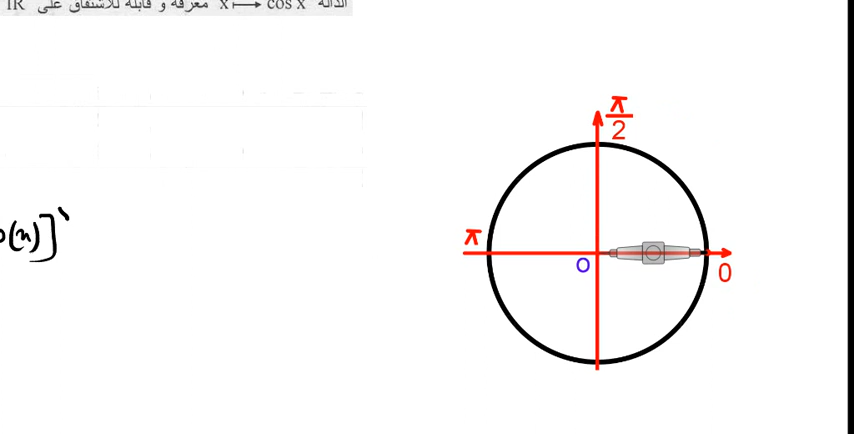 الدالة x ⟼ cos x معرفة و قابلة للاشتقاق على IR
π/2
(x)]'
π
O
0